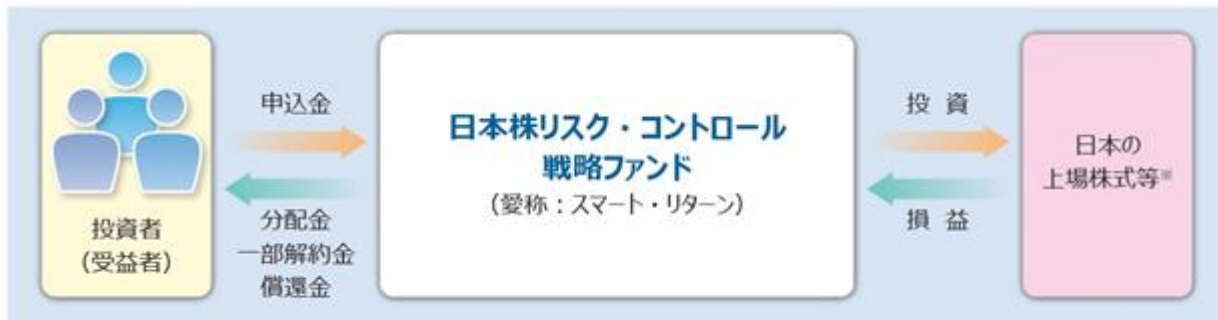 申込金
分配金
一部解約金
償還金
投資者
(受益者)
日本株リスク・コントロール
戦略ファンド
(愛称:スマート・リターン)
投 資
損 益
日本の
上場株式等※